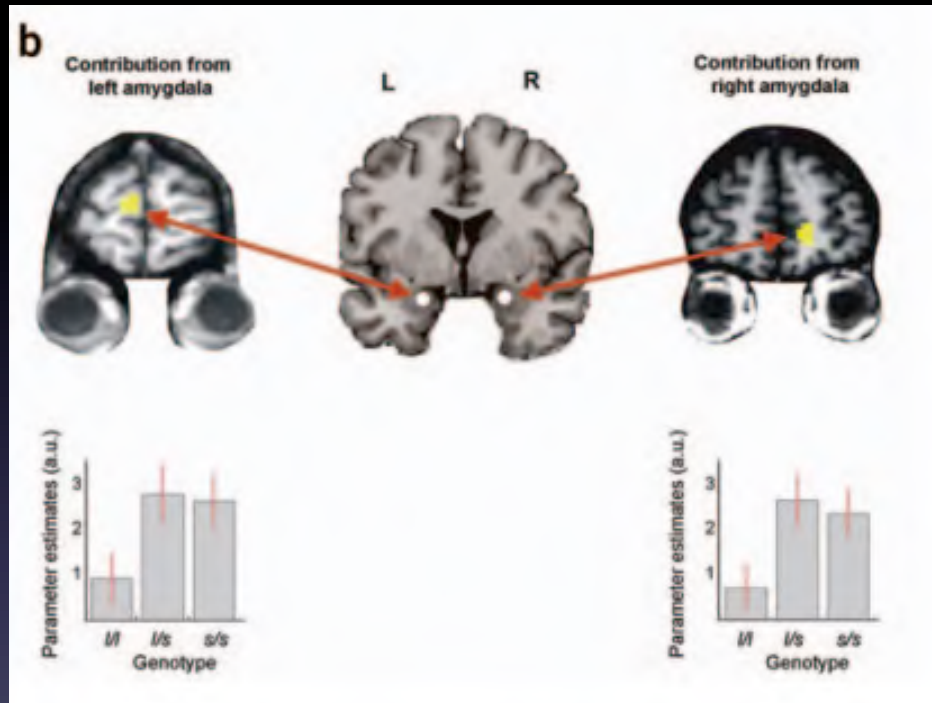 b
Contribution from
left amygdala
L R
Contribution from
right amygdala
Parameter estimates (a.u.)
3
2
1
l/l l/s s/s
Genotype
Parameter estimates (a.u.)
3
2
1
l/l l/s s/s
Genotype